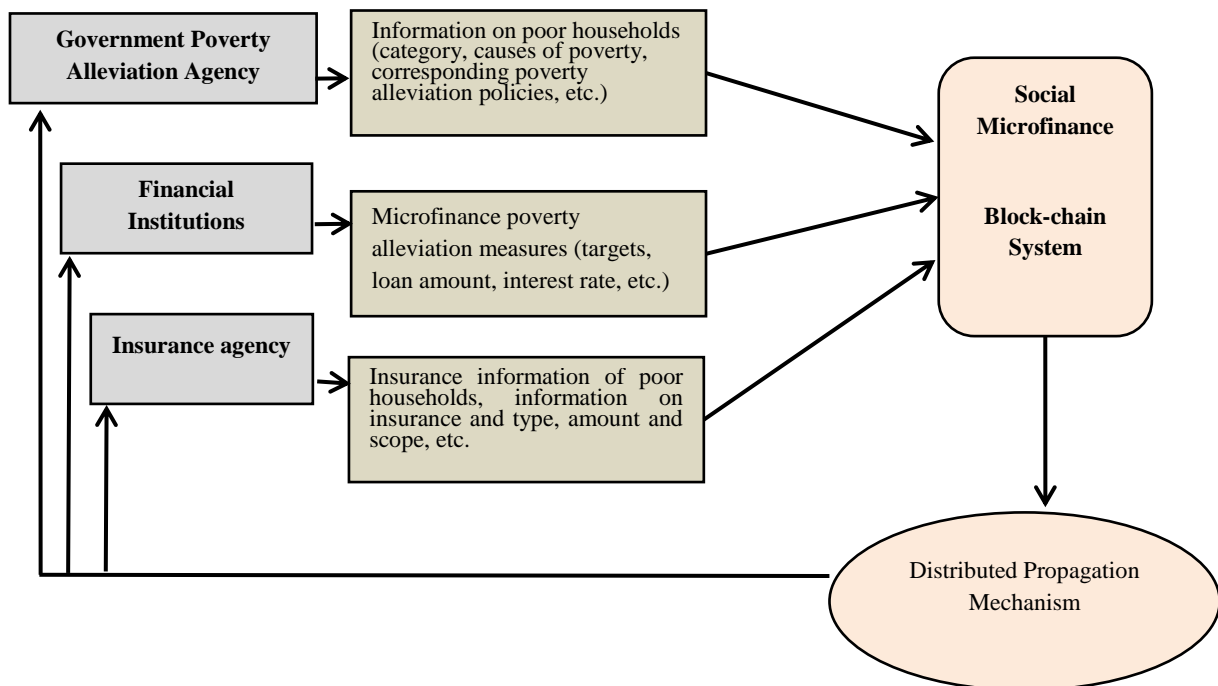 Government Poverty
Alleviation Agency
Information on poor households
(category, causes of poverty,
corresponding poverty
alleviation policies, etc.)
Social
Microfinance
Block-chain
System
Financial
Institutions
Microfinance poverty
alleviation measures (targets,
loan amount, interest rate, etc.)
Insurance agency
Insurance information of poor
households, information on
insurance and type, amount and
scope, etc.
Distributed Propagation
Mechanism